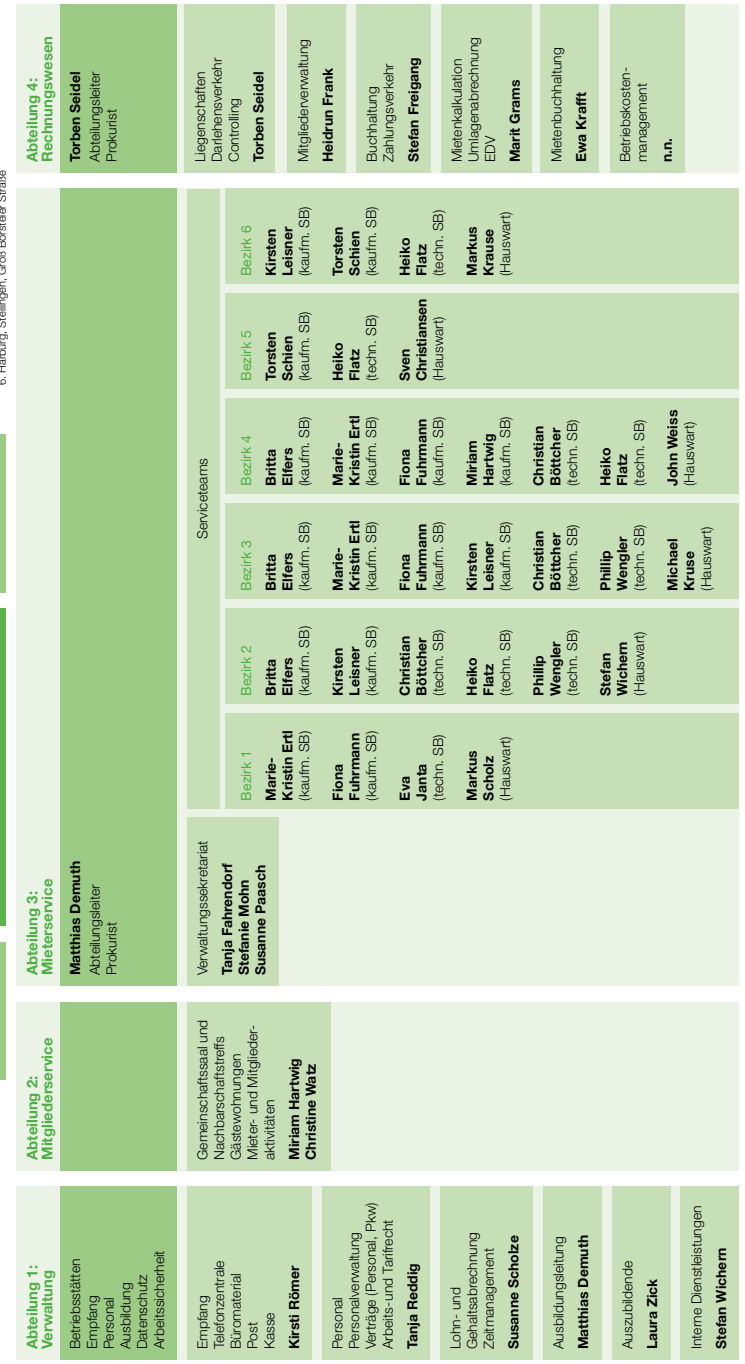 6. Harburg, Stellingen, Groß Borsteler Straße
Abteilung 1:
Verwaltung
Betriebsstätten
Empfang
Personal
Ausbildung
Datenschutz
Arbeitssicherheit
Empfang
Telefonzentrale
Büromaterial
Post
Kasse
Kirsti Römer
Personal
Personalverwaltung
Verträge (Personal, Pkw)
Arbeits- und Tarifrecht
Tanja Reddig
Lohn- und
Gehaltsabrechnung
Zeitmanagement
Susanne Scholze
Ausbildungsleitung
Matthias Demuth
Auszubildende
Laura Zick
Interne Dienstleistungen
Stefan Wichern
Abteilung 2:
Mitgliederservice
Gemeinschaftssaal und
Nachbarschaftstreffs
Gästewohnungen
Mieter- und Mitglieder-
aktivitäten
Miriam Hartwig
Christine Watz
Abteilung 3:
Mieterservice
Matthias Demuth
Abteilungsleiter
Prokurist
Verwaltungssekretariat
Tanja Fahrendorf
Stefanie Mohn
Susanne Paasch
Serviceteams
Bezirk 1
Marie-
Kristin Ertl
(kaufm. SB)
Fiona
Fuhrmann
(kaufm. SB)
Eva
Janta
(techn. SB)
Markus
Scholz
(Hauswart)
Bezirk 2
Britta
Elfers
(kaufm. SB)
Kirsten
Leisner
(kaufm. SB)
Christian
Böttcher
(techn. SB)
Heiko
Flatz
(techn. SB)
Phillip
Wengler
(techn. SB)
Stefan
Wichern
(Hauswart)
Bezirk 3
Britta
Elfers
(kaufm. SB)
Marie-
Kristin Ertl
(kaufm. SB)
Fiona
Fuhrmann
(kaufm. SB)
Kirsten
Leisner
(kaufm. SB)
Christian
Böttcher
(techn. SB)
Phillip
Wengler
(techn. SB)
Michael
Kruse
(Hauswart)
Bezirk 4
Britta
Elfers
(kaufm. SB)
Marie-
Kristin Ertl
(kaufm. SB)
Fiona
Fuhrmann
(kaufm. SB)
Miriam
Hartwig
(kaufm. SB)
Christian
Böttcher
(techn. SB)
Heiko
Flatz
(techn. SB)
John Weiss
(Hauswart)
Bezirk 5
Torsten
Schien
(kaufm. SB)
Heiko
Flatz
(techn. SB)
Sven
Christiansen
(Hauswart)
Bezirk 6
Kirsten
Leisner
(kaufm. SB)
Torsten
Schien
(kaufm. SB)
Heiko
Flatz
(techn. SB)
Markus
Krause
(Hauswart)
Abteilung 4:
Rechnungswesen
Torben Seidel
Abteilungsleiter
Prokurist
Liegenschaften
Darlehensverkehr
Controlling
Torben Seidel
Mitgliederverwaltung
Heidrun Frank
Buchhaltung
Zahlungsverkehr
Stefan Freigang
Mietenkalkulation
Umlagenabrechnung
EDV
Marit Grams
Mietenbuchhaltung
Ewa Krafft
Betriebskosten-
management
n.n.